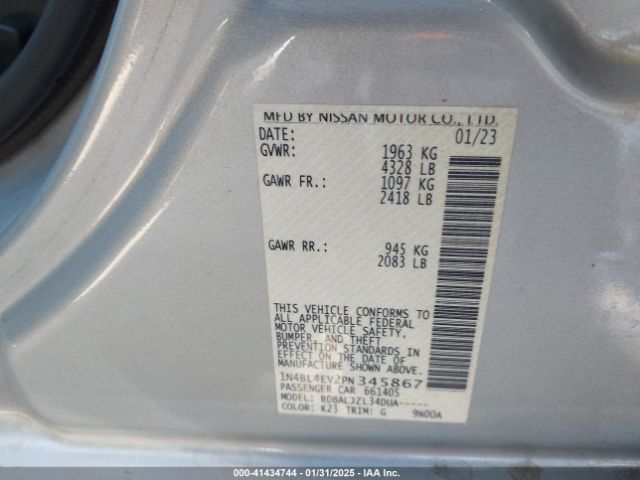 MFD BY NISSAN MOTOR CO., LTD.
DATE: 01/23
GVWR: 1963 KG
4328 LB
GAWR FR.: 1097 KG
2418 LB
GAWR RR.: 945 KG
2083 LB
THIS VEHICLE CONFORMS TO
ALL APPLICABLE FEDERAL
MOTOR VEHICLE SAFETY,
BUMPER, AND THEFT
PREVENTION STANDARDS IN
EFFECT ON THE DATE OF
MANUFACTURE SHOWN ABOVE.
1N4BL4EV2PN345867
PASSENGER CAR 661405
MODEL: BDBALJZL34DUA-----
COLOR: K23 TRIM: G 9N00A
000-41434744 - 01/31/2025 - IAA Inc.